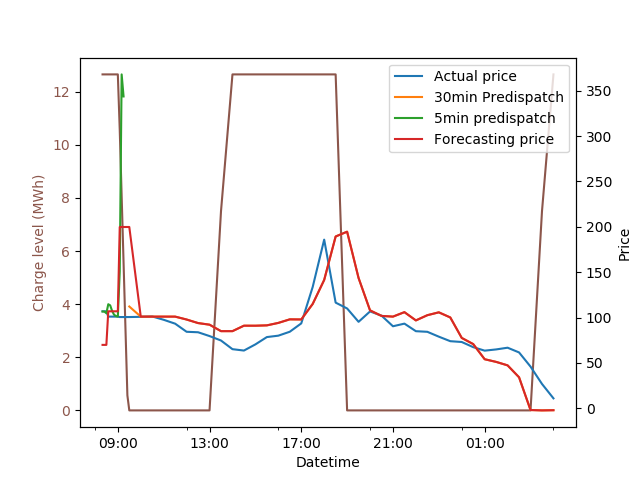 Actual price
30min Predispatch
5min predispatch
Forecasting price
12
10
8
6
4
2
0
Charge level (MWh)
350
300
250
200
150
100
50
0
Price
09:00 13:00 17:00 21:00 01:00
Datetime